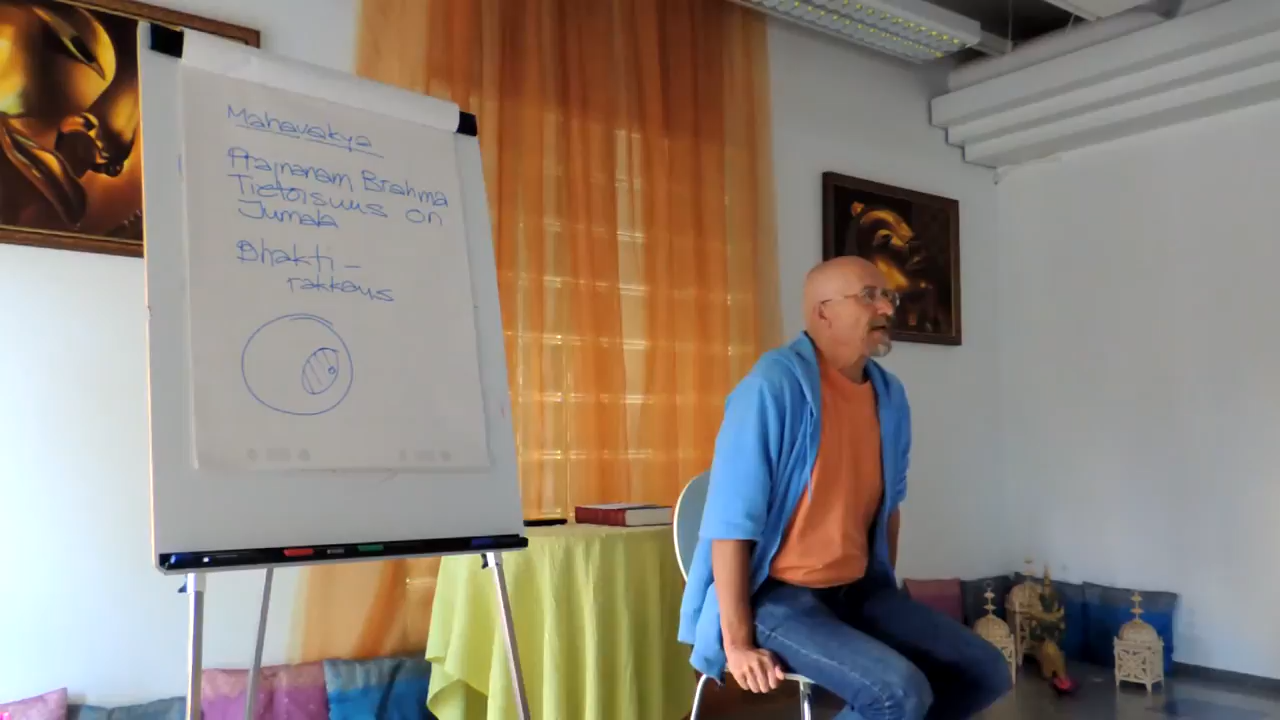 Mahavakya
Prajnanam Brahma
Tietoisuus on
Jumala
Bhakti -
rakkaus